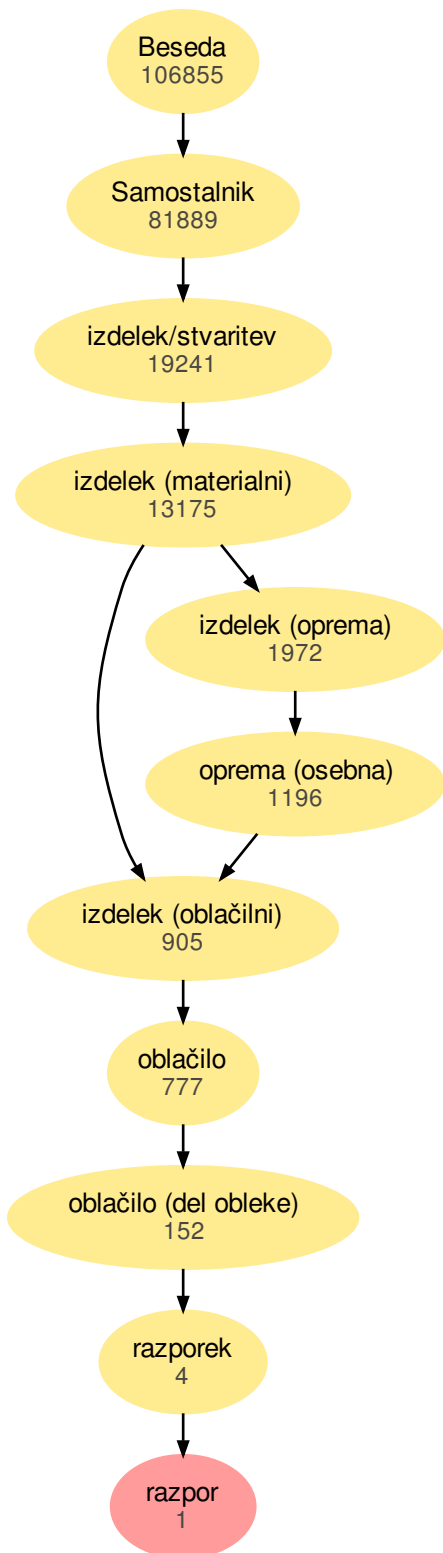 Beseda
106855
Samostalnik
81889
izdelek/stvaritev
19241
izdelek (materialni)
13175
izdelek (oprema)
1972
oprema (osebna)
1196
izdelek (oblačilni)
905
oblačilo
777
oblačilo (del obleke)
152
razporek
4
razpor
1